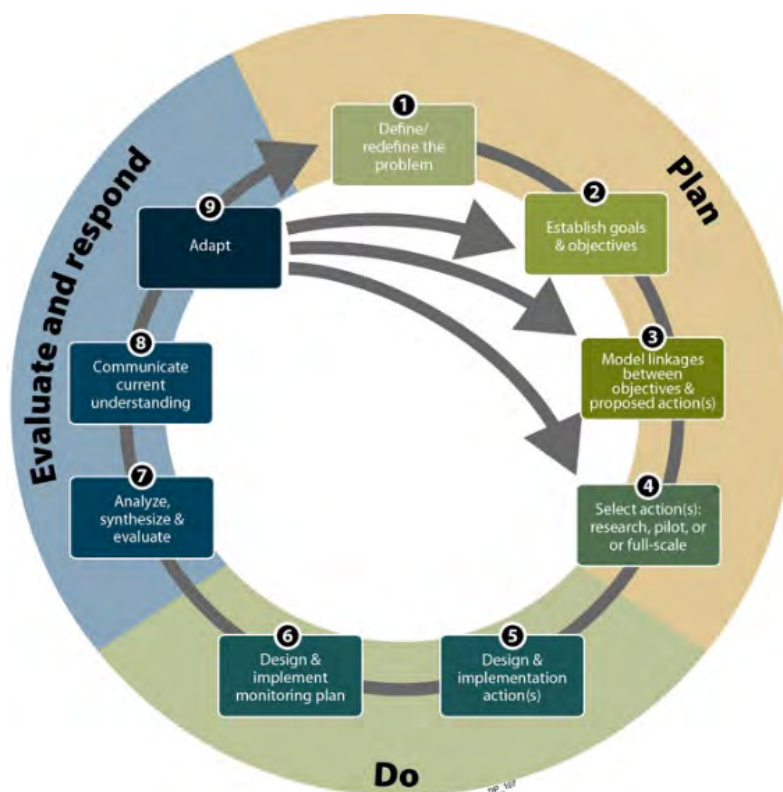 1
Define/
redefine the
problem
2
Establish goals
& objectives
3
Model linkages
between
objectives &
proposed action(s)
4
Select action(s):
research, pilot, or
or full-scale
5
Design &
implementation
action(s)
6
Design &
implement
monitoring plan
7
Analyze,
synthesize &
evaluate
8
Communicate
current
understanding
9
Adapt
Plan
Do
Evaluate and respond